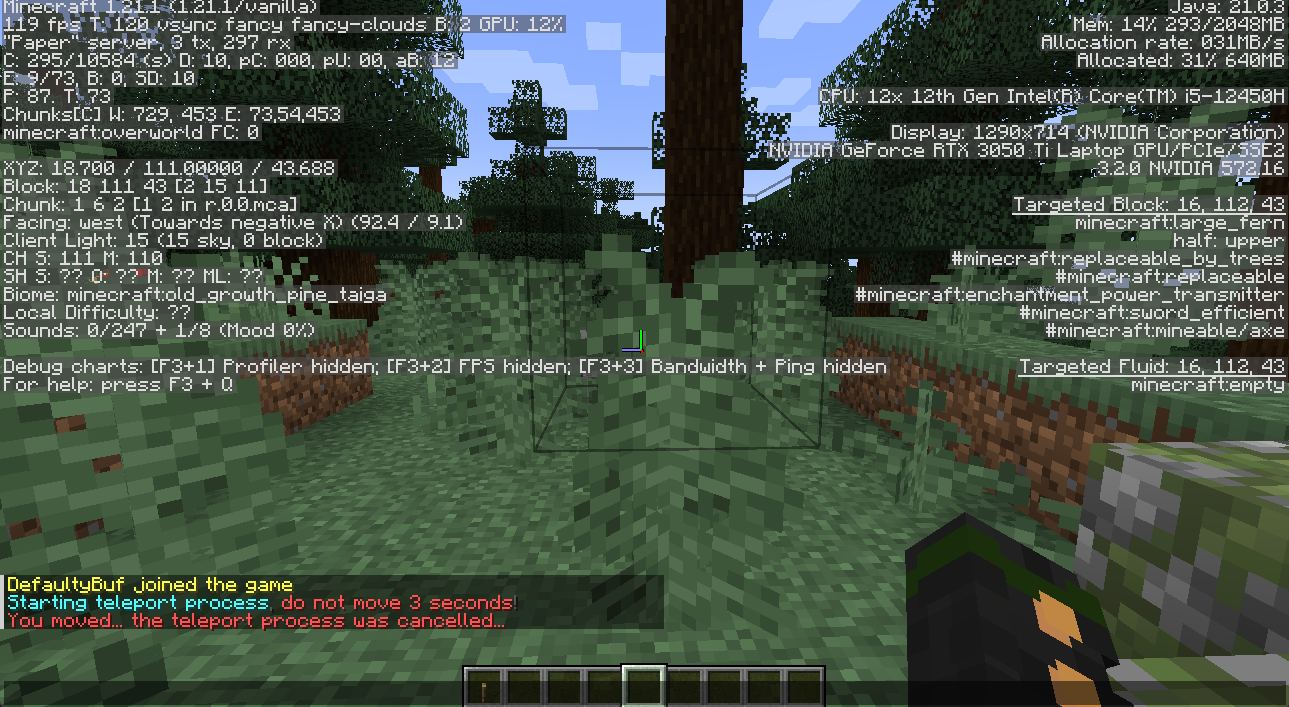 Minecraft 1.21.1 (1.21.1/vanilla)
119 fps T: 120 vsync fancy fancy-clouds B: 2 GPU: 12%
"Paper" server, 3 tx, 297 rx
C: 295/10584 (s) D: 10, pC: 000, pU: 00, aB: 12
E: 9/73, B: 0, SD: 10
P: 87. T: 73
Chunks[C] W: 729, 453 E: 73,54,453
minecraft:overworld FC: 0
XYZ: 18.700 / 111.00000 / 43.688
Block: 18 111 43 [2 15 11]
Chunk: 1 6 2 [1 2 in r.0.0.mca]
Facing: west (Towards negative X) (92.4 / 9.1)
Client Light: 15 (15 sky, 0 block)
CH S: 111 M: 110
SH S: ?? O: ?? M: ?? ML: ??
Biome: minecraft:old_growth_pine_taiga
Local Difficulty: ??
Sounds: 0/247 + 1/8 (Mood 0%)
Debug charts: [F3+1] Profiler hidden; [F3+2] FPS hidden; [F3+3] Bandwidth + Ping hidden
For help: press F3 + Q
Java: 21.0.3
Mem: 14% 293/2048MB
Allocation rate: 031MB/s
Allocated: 31% 640MB
CPU: 12x 12th Gen Intel(R) Core(TM) i5-12450H
Display: 1290x714 (NVIDIA Corporation)
NVIDIA GeForce RTX 3050 Ti Laptop GPU/PCIe/SSE2
3.2.0 NVIDIA 572.16
Targeted Block: 16, 112, 43
minecraft:large_fern
half: upper
#minecraft:replaceable_by_trees
#minecraft:replaceable
#minecraft:enchantment_power_transmitter
#minecraft:sword_efficient
#minecraft:mineable/axe
Targeted Fluid: 16, 112, 43
minecraft:empty
DefaultyBuf joined the game
Starting teleport process, do not move 3 seconds!
You moved... the teleport process was cancelled...